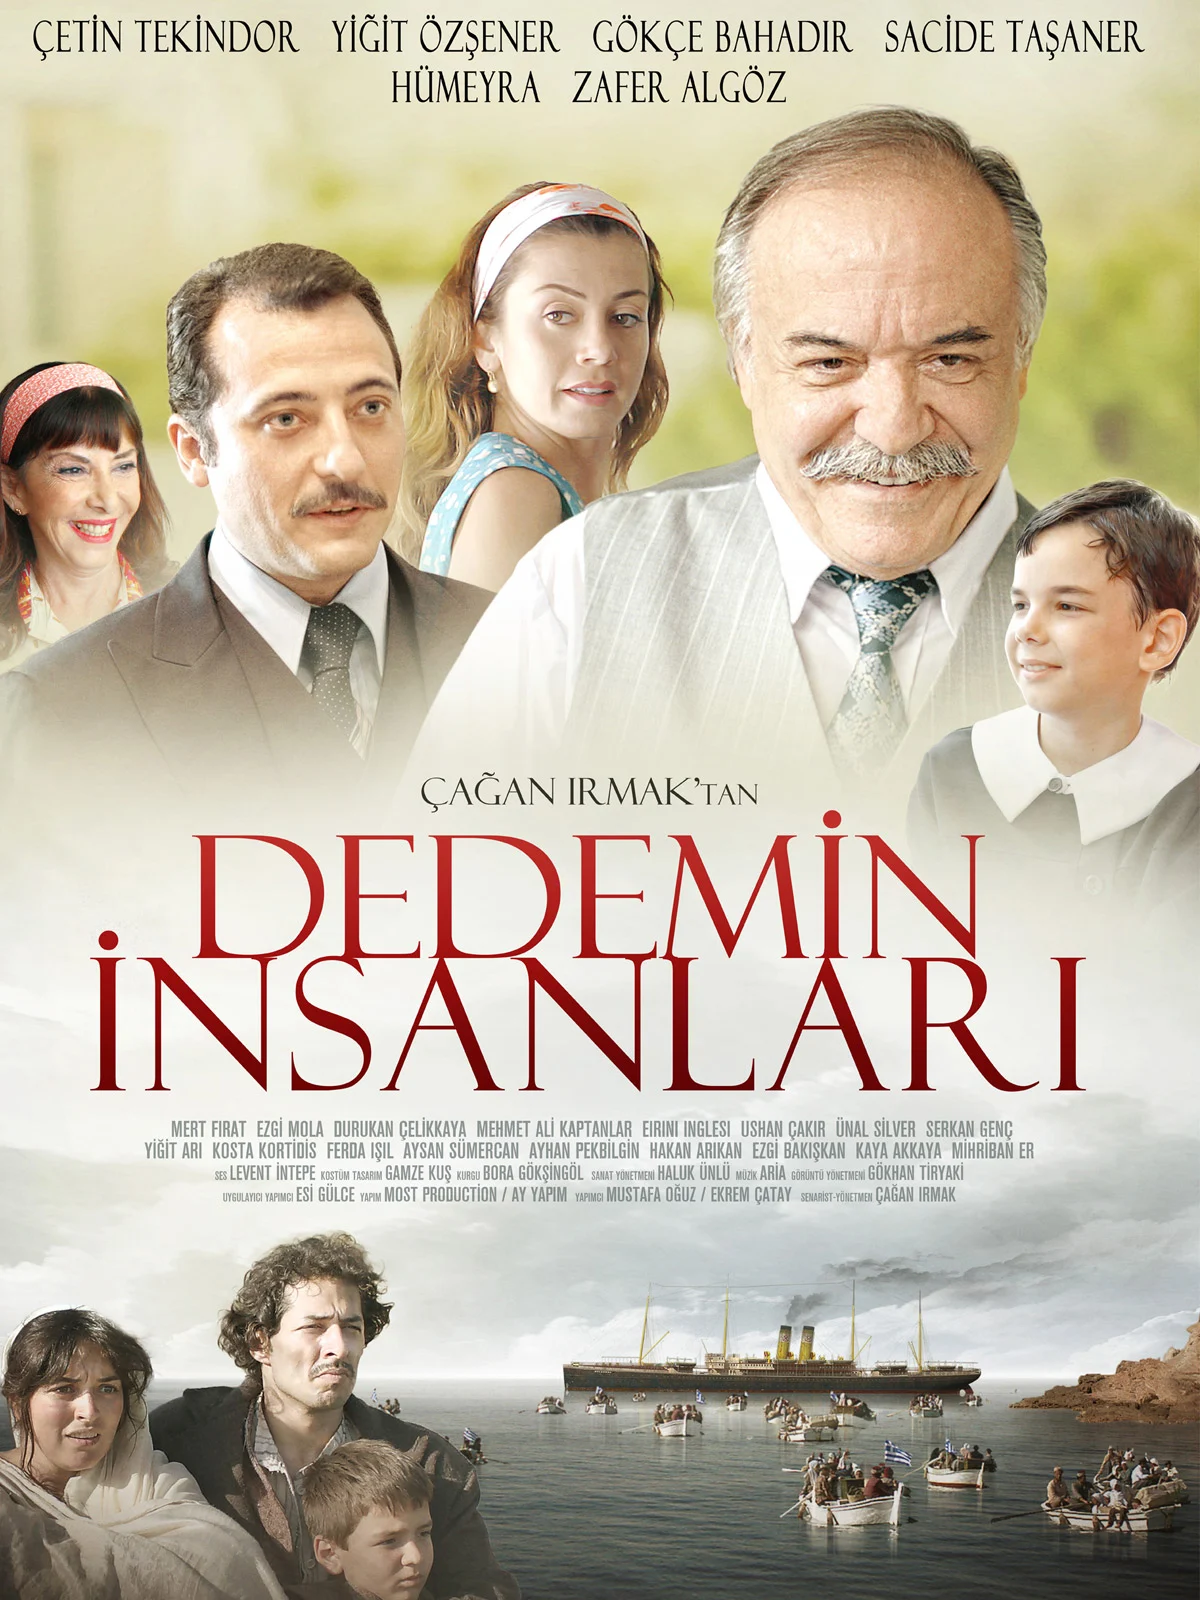 ÇETİN TEKİNDOR YİĞİT ÖZŞENER GÖKÇE BAHADIR SACİDE TAŞANER
HÜMEYRA ZAFER ALGÖZ
ÇAĞAN IRMAK'TAN
DEDEMİN
İNSANLARI
MERT FIRAT EZGİ MOLA DURUKAN ÇELİKKAYA MEHMET ALİ KAPTANLAR EIRINI INGLESI USHAN ÇAKIR ÜNAL SİLVER SERKAN GENÇ
YİĞİT ARI KOSTA KORTİDİS FERDA IŞIL AYSAN SÜMERCAN AYHAN PEKBİLGİN HAKAN ARIKAN EZGİ BAKIŞKAN KAYA AKKAYA MİHRİBAN ER
SES LEVENT İNTEPE KOSTÜM TASARIM GAMZE KUŞ KURGU BORA GÖKŞİNGÖL SANAT YÖNETMENİ HALUK ÜNLÜ MÜZİK ARIA GÖRÜNTÜ YÖNETMENİ GÖKHAN TİRYAKİ
UYGULAYICI YAPIMCI ESİ GÜLCE YAPIM MOST PRODUCTION / AY YAPIM YAPIMCI MUSTAFA OĞUZ / EKREM ÇATAY SENARİST-YÖNETMEN ÇAĞAN IRMAK